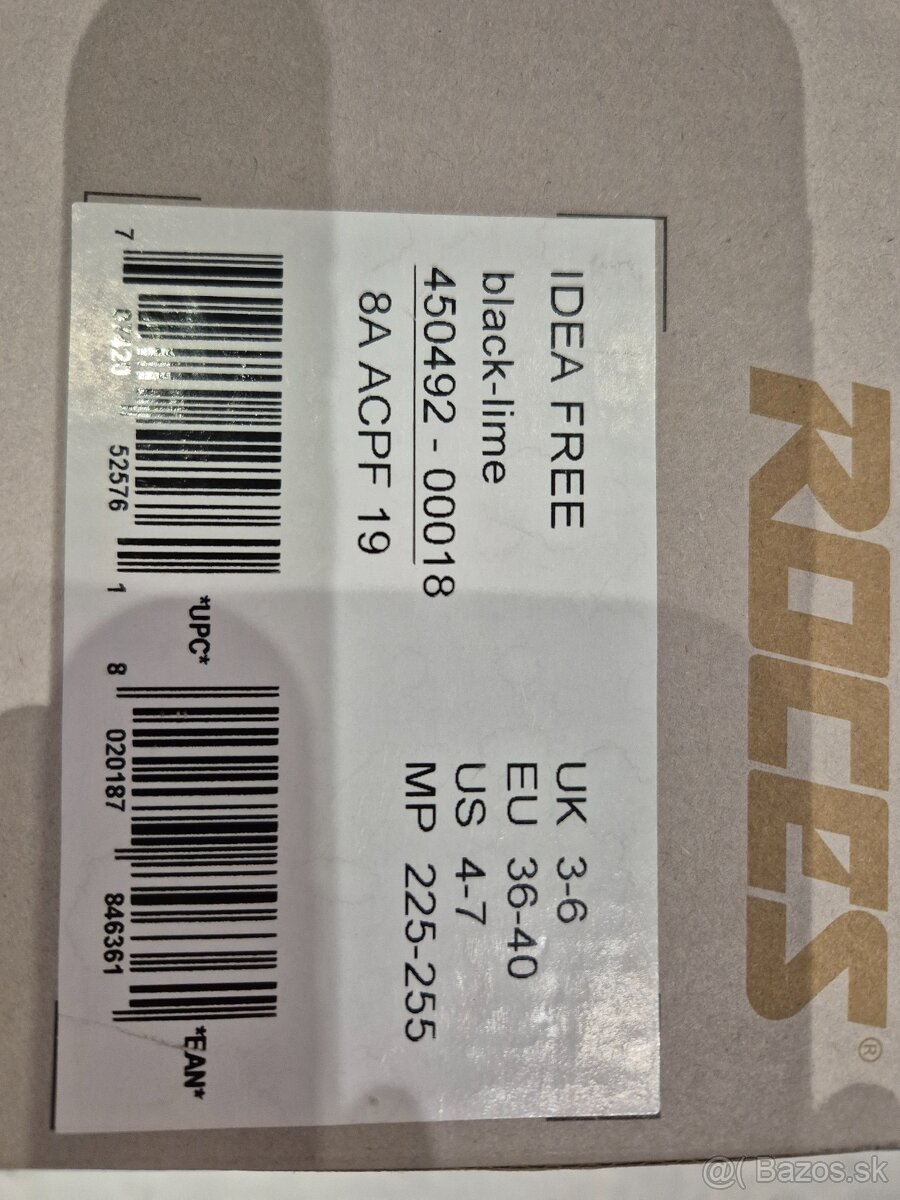 ROCES®
IDEA FREE
black-lime
450492 - 00018
8A ACPF 19
UK 3-6
EU 36-40
US 4-7
MP 225-255
*UPC*
7 52576 1
*EAN*
8 020187 846361
@( Bazos.sk